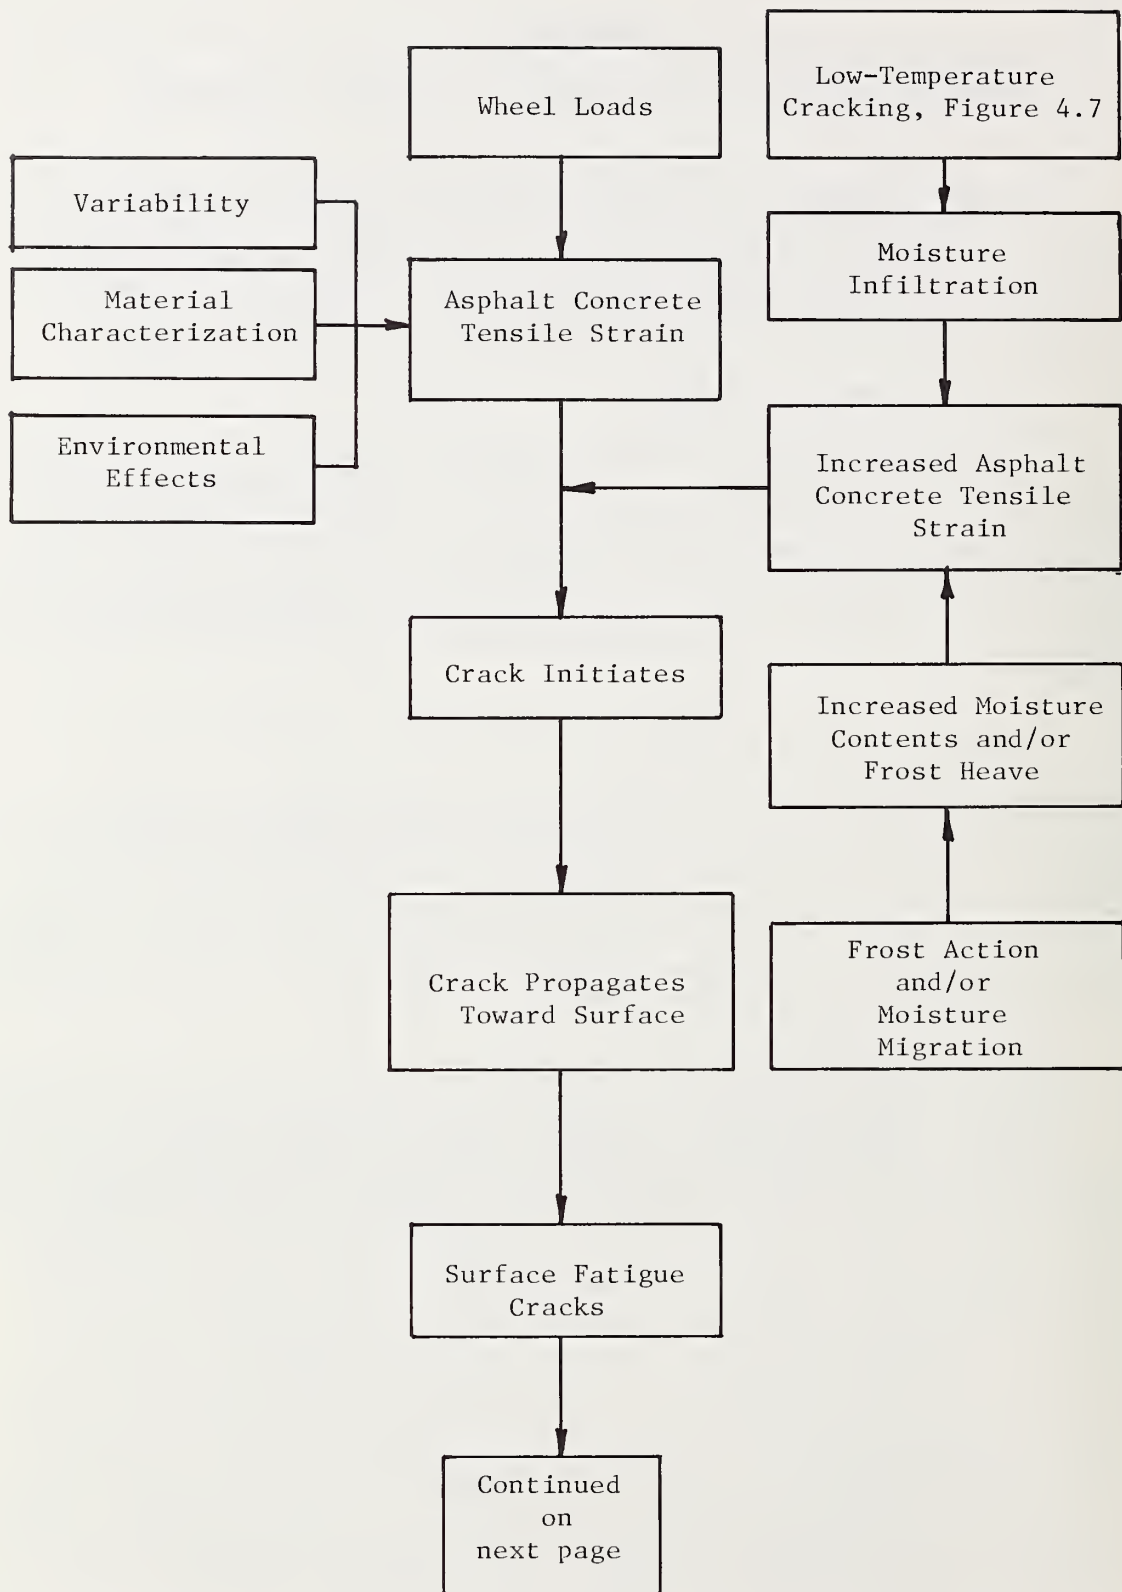 Wheel Loads
Low-Temperature
Cracking, Figure 4.7
Variability
Moisture
Infiltration
Material
Characterization
Asphalt Concrete
Tensile Strain
Environmental
Effects
Increased Asphalt
Concrete Tensile
Strain
Crack Initiates
Increased Moisture
Contents and/or
Frost Heave
Crack Propagates
Toward Surface
Frost Action
and/or
Moisture
Migration
Surface Fatigue
Cracks
Continued
on
next page